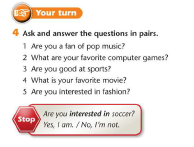 Your turn
4 Ask and answer the questions in pairs.
1 Are you a fan of pop music?
2 What are your favorite computer games?
3 Are you good at sports?
4 What is your favorite movie?
5 Are you interested in fashion?
Stop
Are you interested in soccer?
Yes, I am. / No, I'm not.